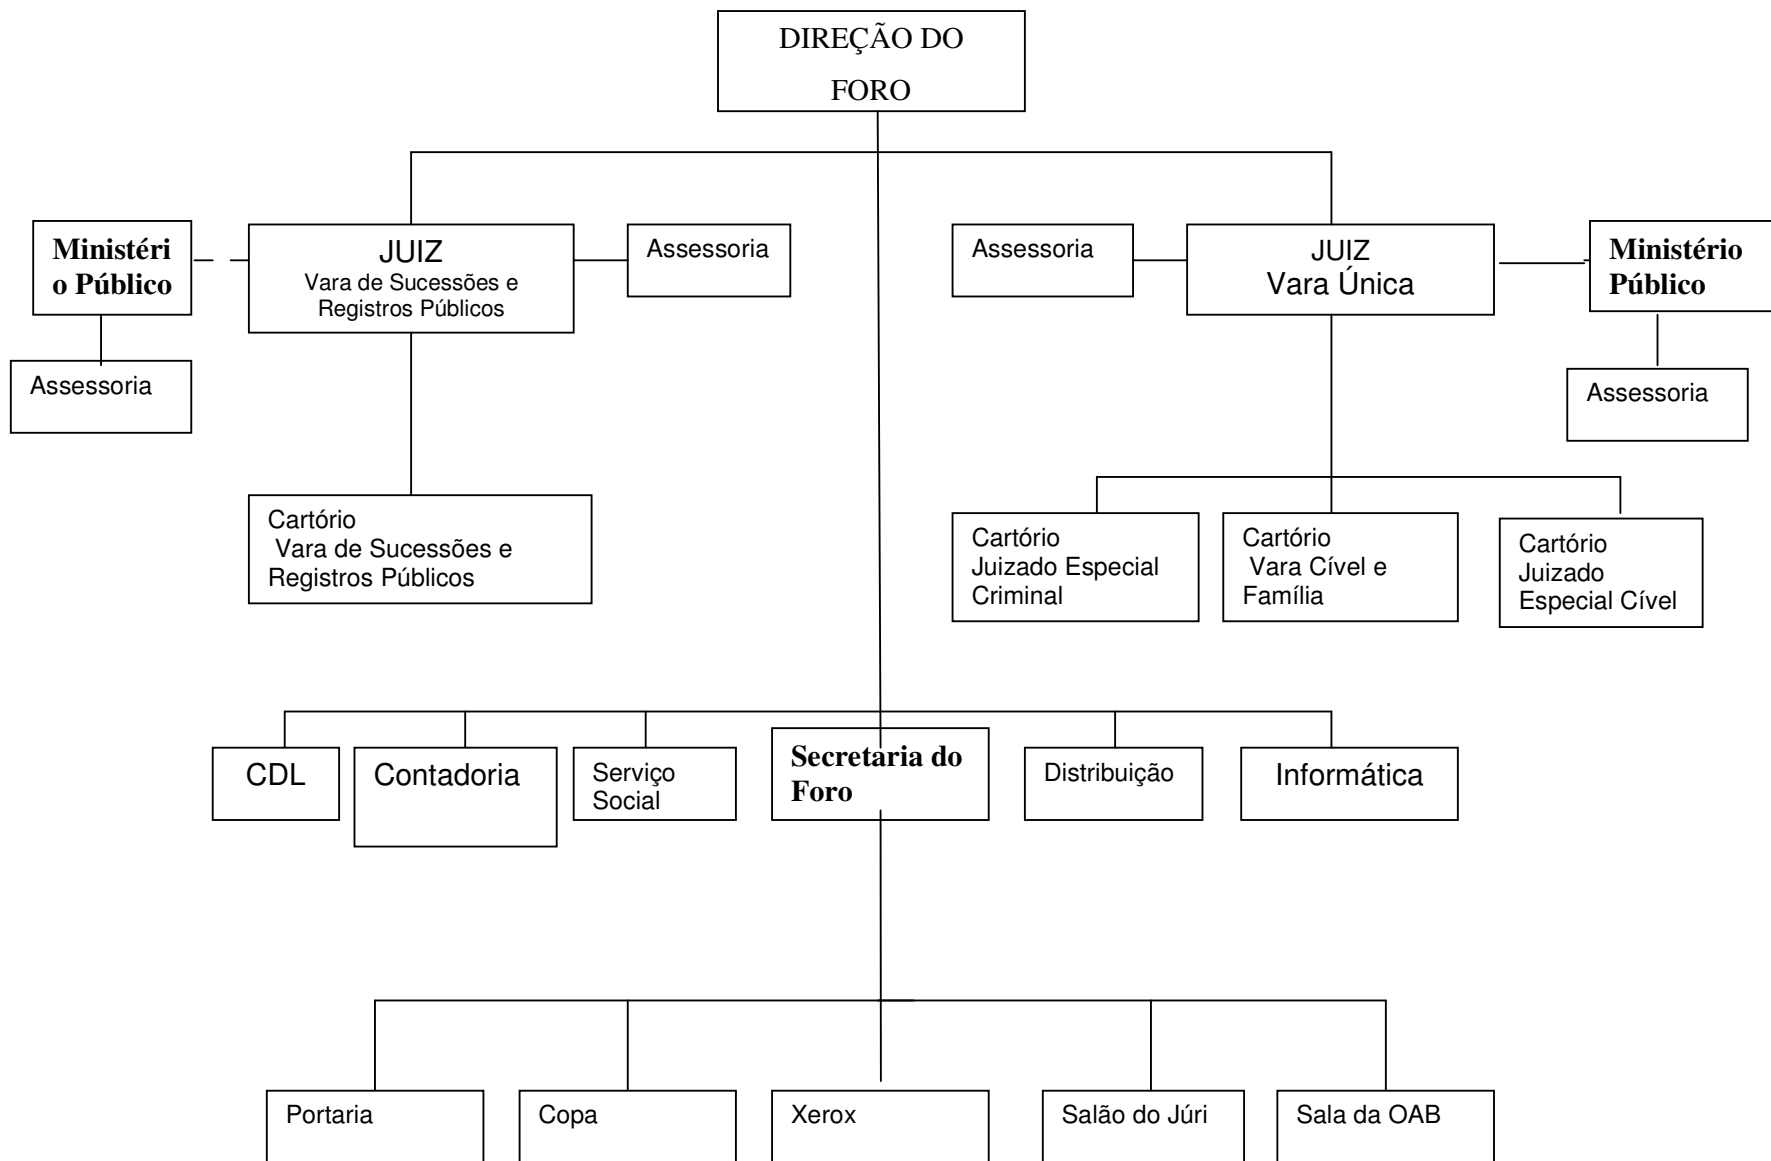 DIREÇÃO DO
FORO
Ministéri
o Público
JUIZ
Vara de Sucessões e
Registros Públicos
Assessoria
Assessoria
JUIZ
Vara Única
Ministério
Público
Assessoria
Assessoria
Cartório
Vara de Sucessões e
Registros Públicos
Cartório
Juizado Especial
Criminal
Cartório
Vara Cível e
Família
Cartório
Juizado
Especial Cível
CDL
Contadoria
Serviço
Social
Secretaria do
Foro
Distribuição
Informática
Portaria
Copa
Xerox
Salão do Júri
Sala da OAB